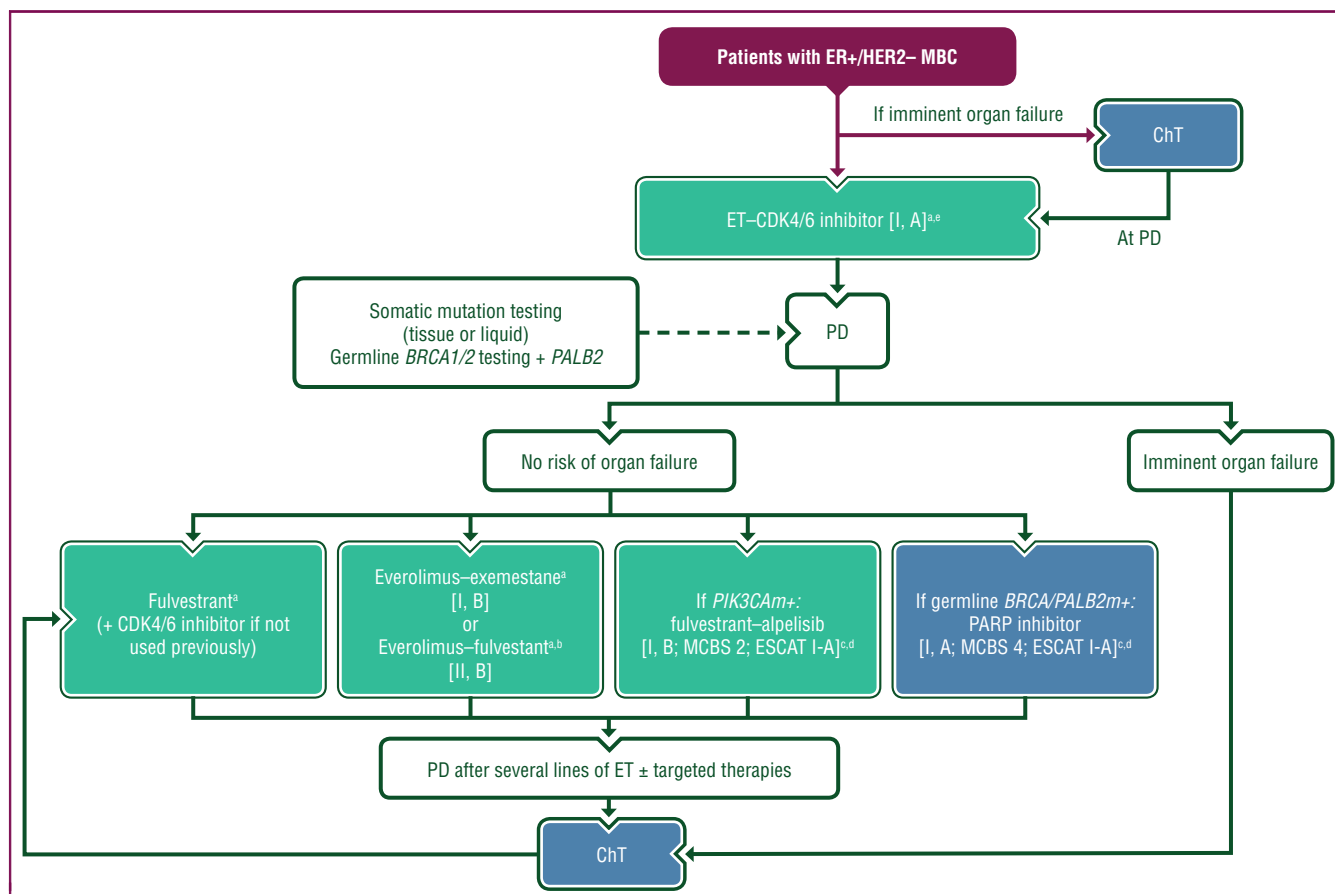 Patients with ER+/HER2– MBC
If imminent organ failure
ChT
ET–CDK4/6 inhibitor [I, A]a,e
At PD
Somatic mutation testing
(tissue or liquid)
Germline BRCA1/2 testing + PALB2
PD
No risk of organ failure
Imminent organ failure
Fulvestranta
(+ CDK4/6 inhibitor if not
used previously)
Everolimus–exemestanea
[I, B]
or
Everolimus–fulvestanta,b
[II, B]
If PIK3CAm+:
fulvestrant–alpelisib
[I, B; MCBS 2; ESCAT I-A]c,d
If germline BRCA/PALB2m+:
PARP inhibitor
[I, A; MCBS 4; ESCAT I-A]c,d
PD after several lines of ET ± targeted therapies
ChT